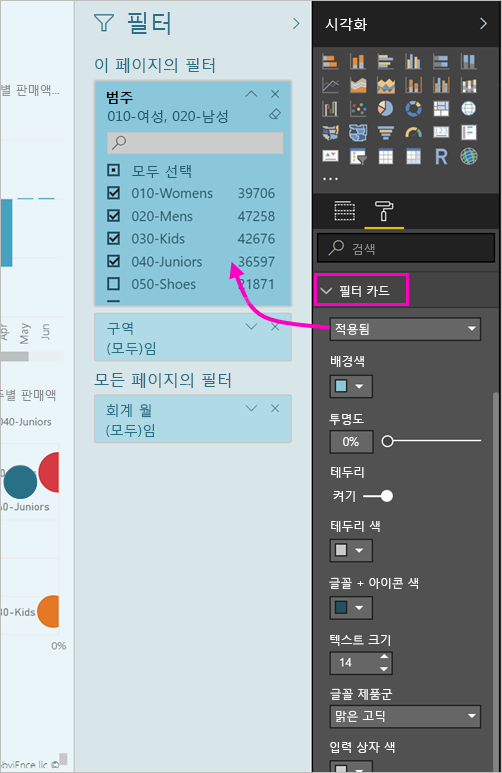 별 판매액...
Apr
May
Jun
주별 판매액
040-Juniors
0-Juniors
30-Kids
0%
obviEnce llc ©
필터
이 페이지의 필터
범주
010-여성, 020-남성
모두 선택
010-Womens 39706
020-Mens 47258
030-Kids 42676
040-Juniors 36597
050-Shoes 21871
구역
(모두)임
모든 페이지의 필터
회계 월
(모두)임
시각화
R
검색
필터 카드
적용됨
배경색
투명도
0%
테두리
켜기
테두리 색
글꼴 + 아이콘 색
텍스트 크기
14
글꼴 제품군
맑은 고딕
입력 상자 색